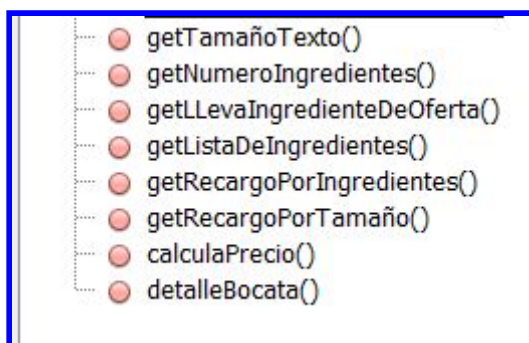 getTamañoTexto()
getNumeroIngredientes()
getLLevaIngredienteDeOferta()
getListaDeIngredientes()
getRecargoPorIngredientes()
getRecargoPorTamaño()
calculaPrecio()
detalleBocata()